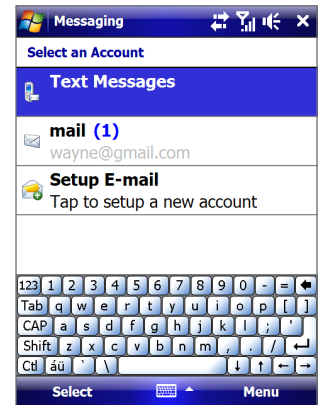 Messaging
Select an Account
Text Messages
mail (1)
wayne@gmail.com
Setup E-mail
Tap to setup a new account
123 1 2 3 4 5 6 7 8 9 0 - =
Tab q w e r t y u i o p [ ]
CAP a s d f g h j k l ; '
Shift z x c v b n m , . /
Ctl áü ` \
Select Menu